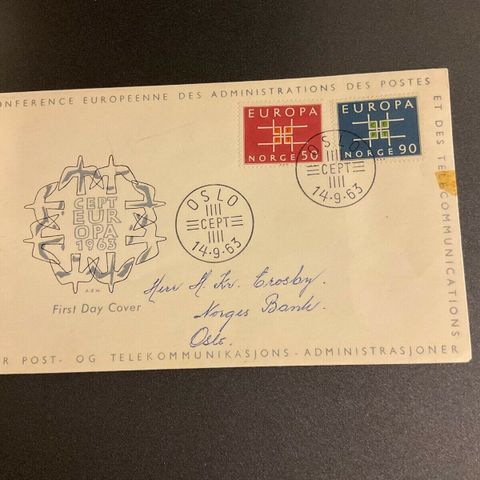 ONFERENCE EUROPEENNE DES ADMINISTRATIONS DES POSTES
ET DES TELECOMMUNICATIONS
EUROPA
NORGE 50
EUROPA
NORGE 90
OSLO
CEPT
14-9-63
OSLO
CEPT
14-9-63
CEPT
EUR
OPA
1963
First Day Cover
Herr H. Kr. Crosby.
Norges Bank.
Oslo.
R POST- OG TELEKOMMUNIKASJONS-ADMINISTRASJONER